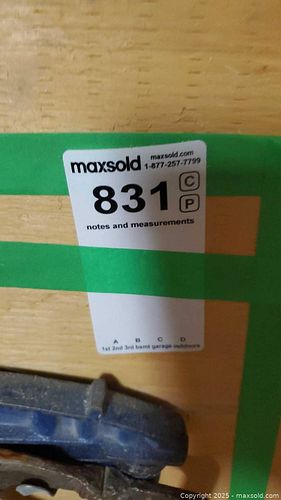 maxsold maxsold.com
1-877-257-7799
831 C
P
notes and measurements
A B C D
1st 2nd 3rd bsmt garage outdoors
Copyright 2025 - maxsold.com